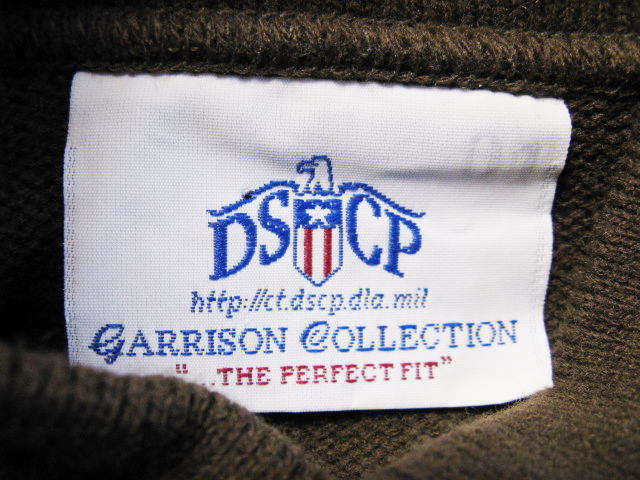 DSCP
http://ct.dscp.dla.mil
GARRISON COLLECTION
"...THE PERFECT FIT"